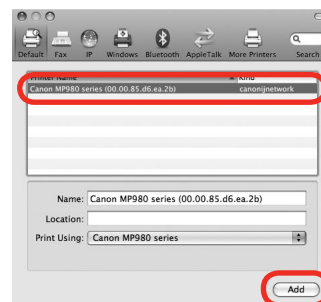 Default Fax IP Windows Bluetooth AppleTalk More Printers Search
Printer Name Kind
Canon MP980 series (00.00.85.d6.ea.2b) canonijnetwork
Name: Canon MP980 series (00.00.85.d6.ea.2b)
Location:
Print Using: Canon MP980 series
Add